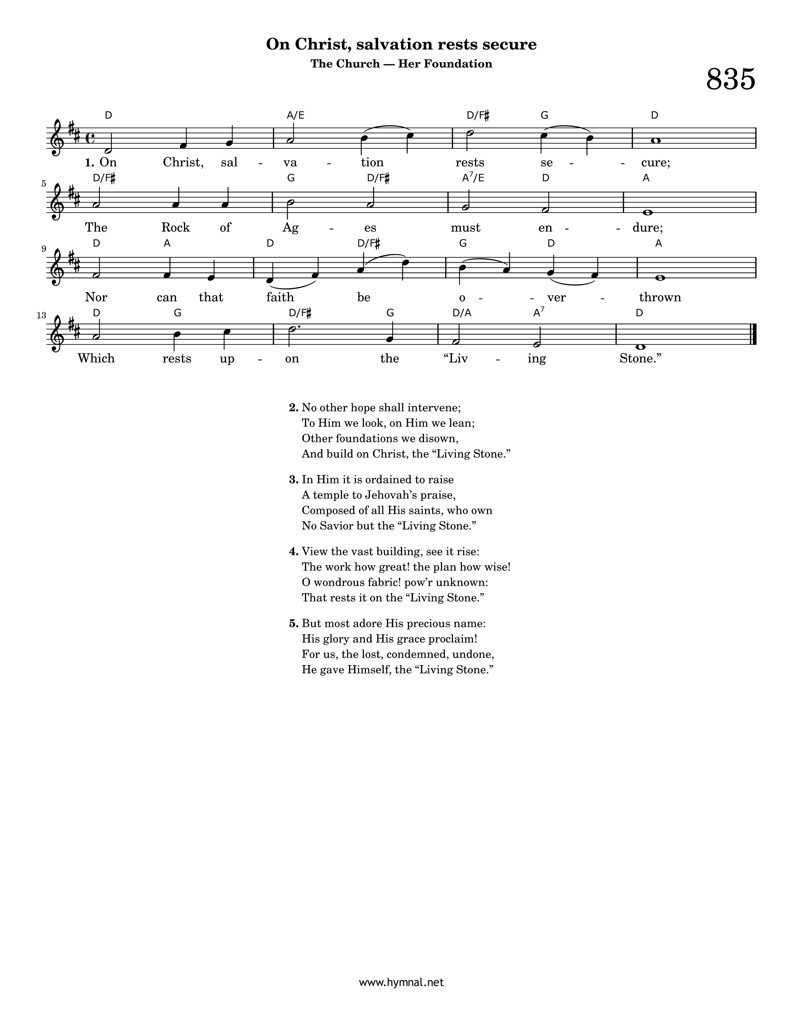 On Christ, salvation rests secure
The Church — Her Foundation
835
D A/E D/F♯ G D
1. On Christ, sal - va - tion rests se - - cure;
5
D/F♯ G D/F♯ A7/E D A
The Rock of Ag - es must en - - dure;
9
D A D D/F♯ G D A
Nor can that faith be o - - ver - thrown
13
D G D/F♯ G D/A A7 D
Which rests up - on the “Liv - ing Stone.”
2. No other hope shall intervene;
To Him we look, on Him we lean;
Other foundations we disown,
And build on Christ, the “Living Stone.”
3. In Him it is ordained to raise
A temple to Jehovah’s praise,
Composed of all His saints, who own
No Savior but the “Living Stone.”
4. View the vast building, see it rise:
The work how great! the plan how wise!
O wondrous fabric! pow’r unknown:
That rests it on the “Living Stone.”
5. But most adore His precious name:
His glory and His grace proclaim!
For us, the lost, condemned, undone,
He gave Himself, the “Living Stone.”
www.hymnal.net